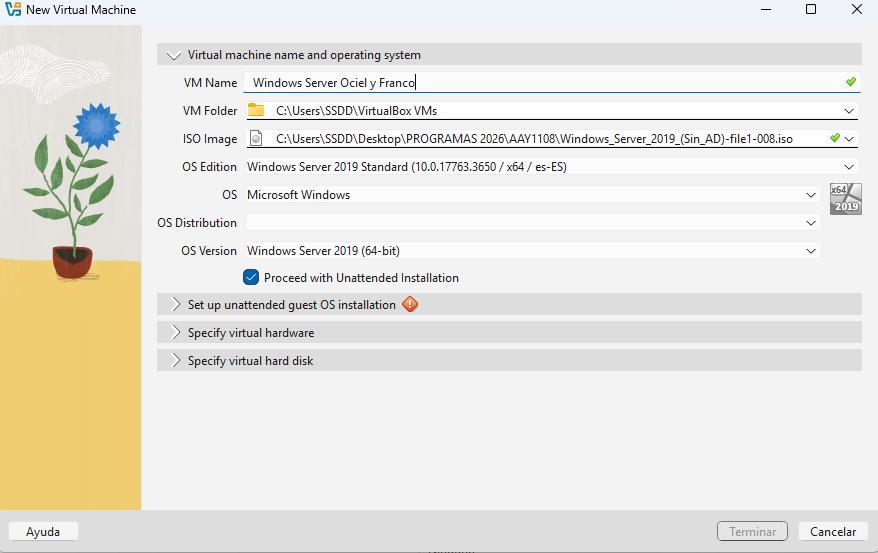 New Virtual Machine
Virtual machine name and operating system
VM Name Windows Server Ociel y Franco
VM Folder C:\Users\SSDD\VirtualBox VMs
ISO Image C:\Users\SSDD\Desktop\PROGRAMAS 2026\AAY1108\Windows_Server_2019_(Sin_AD)-file1-008.iso
OS Edition Windows Server 2019 Standard (10.0.17763.3650 / x64 / es-ES)
OS Microsoft Windows
x64
2019
OS Distribution
OS Version Windows Server 2019 (64-bit)
Proceed with Unattended Installation
Set up unattended guest OS installation
Specify virtual hardware
Specify virtual hard disk
Ayuda Terminar Cancelar